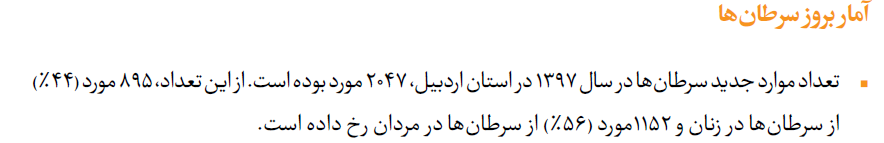 آمار بروز سرطان‌ها
▪ تعداد موارد جدید سرطان‌ها در سال ۱۳۹۷ در استان اردبیل، ۲۰۴۷ مورد بوده است. از این تعداد، ۸۹۵ مورد (۴۴٪)
از سرطان‌ها در زنان و ۱۱۵۲مورد (۵۶٪) از سرطان‌ها در مردان رخ داده است.